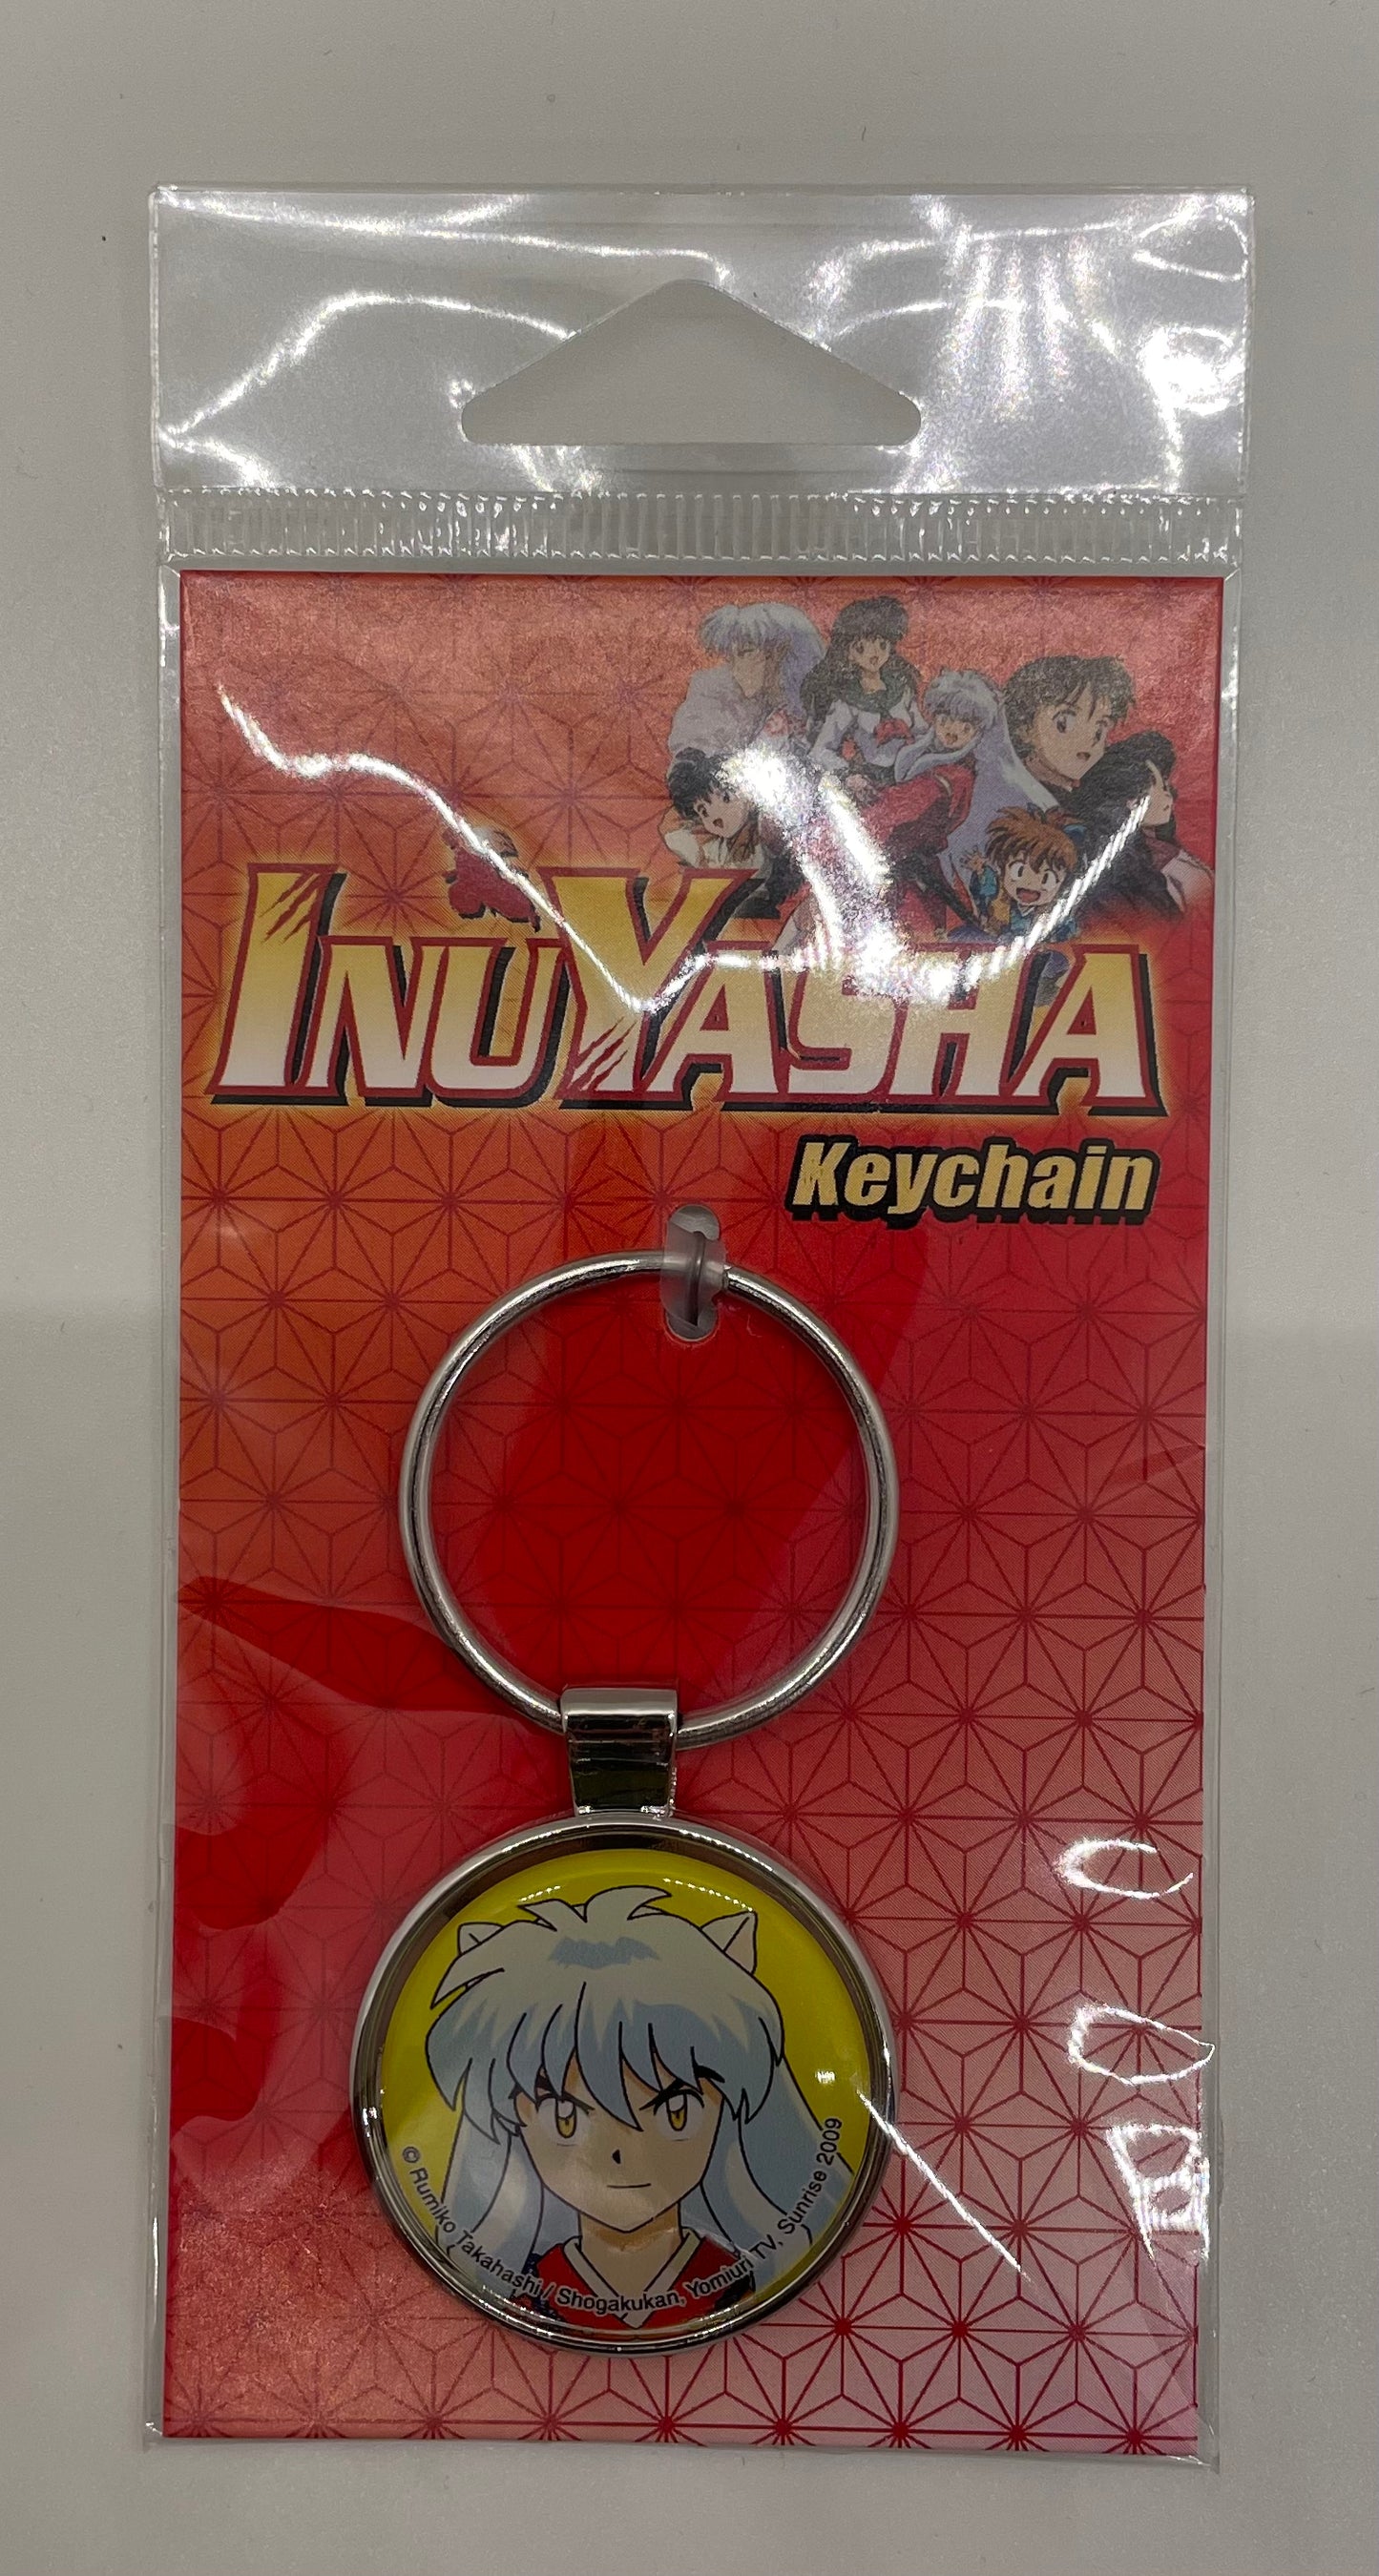 INUYASHA
Keychain
© Rumiko Takahashi / Shogakukan, Yomiuri TV, Sunrise 2009